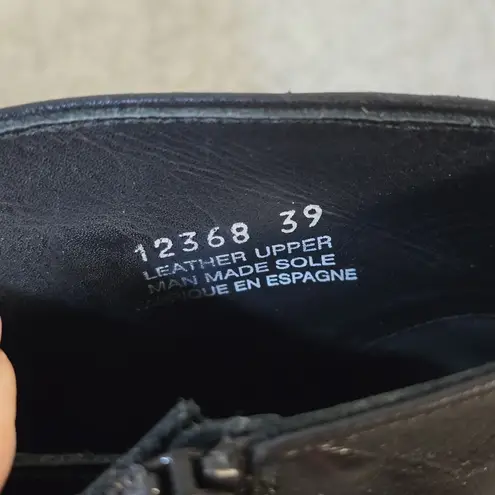 12368 39
LEATHER UPPER
MAN MADE SOLE
EN ESPAGNE